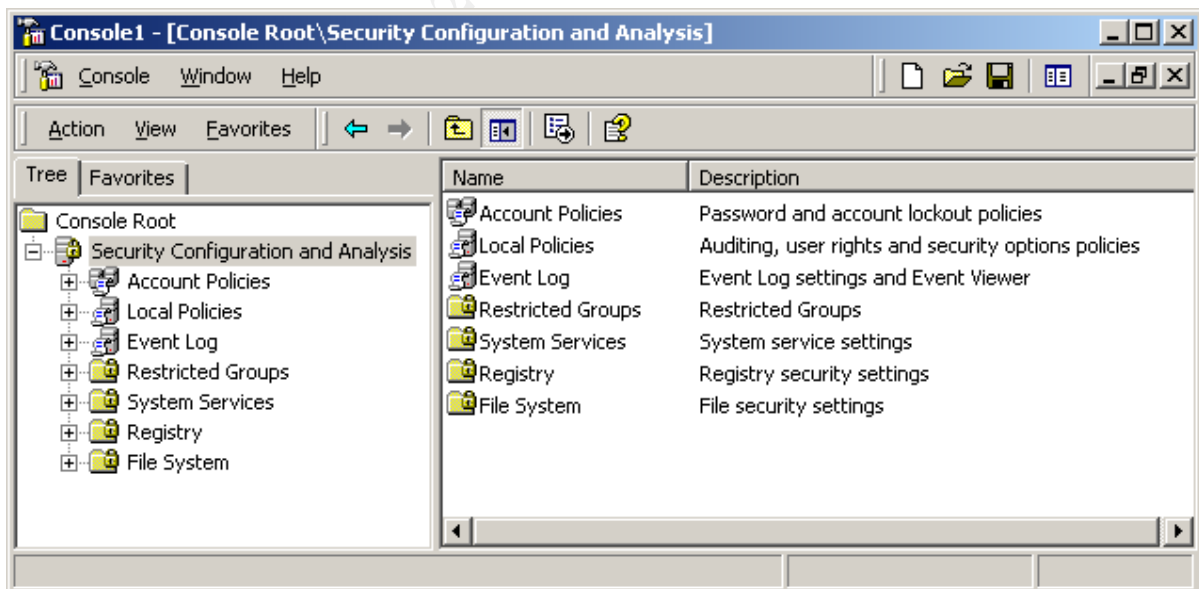 Console1 - [Console Root\Security Configuration and Analysis]
Console Window Help
Action View Favorites
Tree Favorites
Console Root
Security Configuration and Analysis
Account Policies
Local Policies
Event Log
Restricted Groups
System Services
Registry
File System
Name Description
Account Policies Password and account lockout policies
Local Policies Auditing, user rights and security options policies
Event Log Event Log settings and Event Viewer
Restricted Groups Restricted Groups
System Services System service settings
Registry Registry security settings
File System File security settings